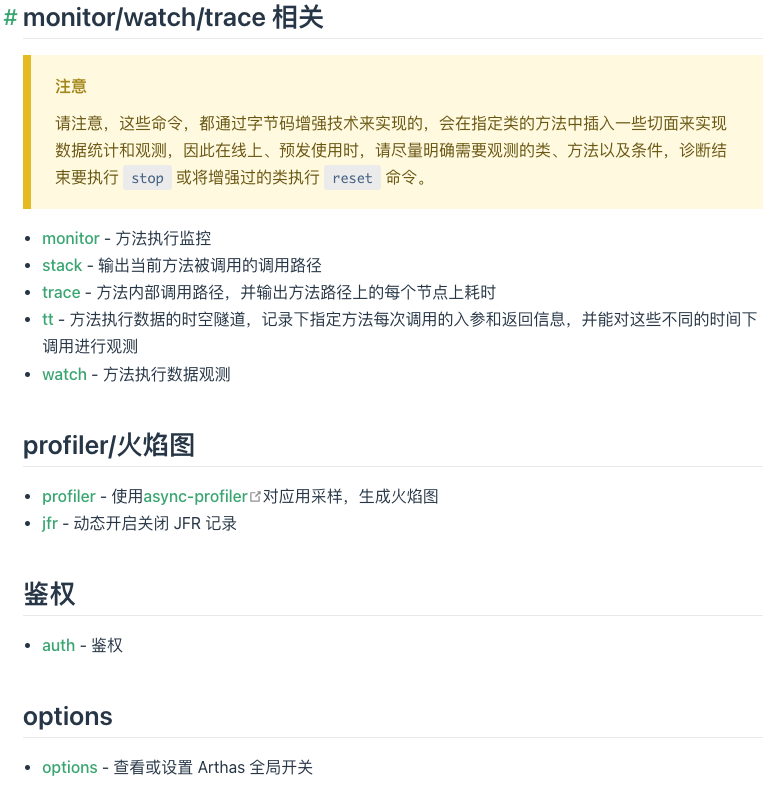 # monitor/watch/trace 相关
注意
请注意，这些命令，都通过字节码增强技术来实现的，会在指定类的方法中插入一些切面来实现
数据统计和观测，因此在线上、预发使用时，请尽量明确需要观测的类、方法以及条件，诊断结
束要执行 stop 或将增强过的类执行 reset 命令。
• monitor - 方法执行监控
• stack - 输出当前方法被调用的调用路径
• trace - 方法内部调用路径，并输出方法路径上的每个节点上耗时
• tt - 方法执行数据的时空隧道，记录下指定方法每次调用的入参和返回信息，并能对这些不同的时间下
调用进行观测
• watch - 方法执行数据观测
profiler/火焰图
• profiler - 使用async-profiler对应用采样，生成火焰图
• jfr - 动态开启关闭 JFR 记录
鉴权
• auth - 鉴权
options
• options - 查看或设置 Arthas 全局开关